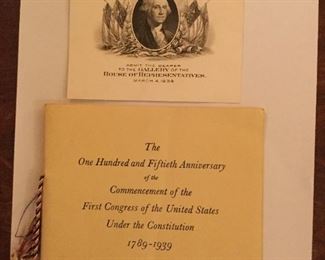 ADMIT THE BEARER
TO THE GALLERY OF THE
HOUSE OF REPRESENTATIVES
MARCH 4, 1939
The
One Hundred and Fiftieth Anniversary
of the
Commencement of the
First Congress of the United States
Under the Constitution
1789-1939